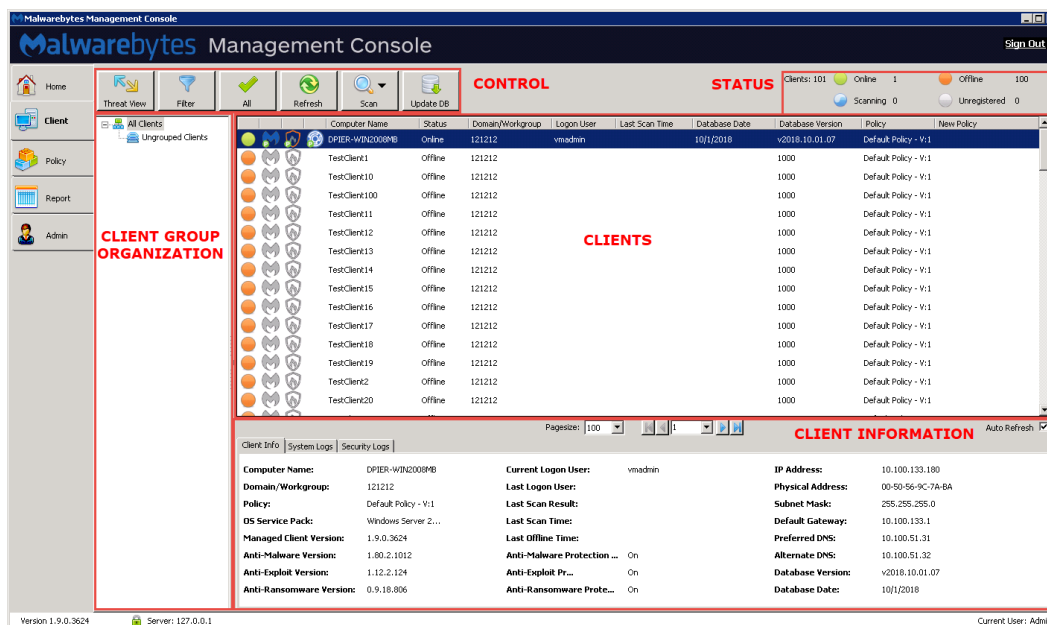 Malwarebytes Management Console
Malwarebytes Management Console
Sign Out
Home
Client
Policy
Report
Admin
Threat View
Filter
All
Refresh
Scan
Update DB
CONTROL
STATUS
Clients: 101 Online 1 Offline 100
Scanning 0 Unregistered 0
All Clients
Ungrouped Clients
CLIENT GROUP
ORGANIZATION
Computer Name Status Domain/Workgroup Logon User Last Scan Time Database Date Database Version Policy New Policy
DPIER-WIN2008MB Online 121212 vmadmin 10/1/2018 v2018.10.01.07 Default Policy - V:1
TestClient1 Offline 121212 1000 Default Policy - V:1
TestClient10 Offline 121212 1000 Default Policy - V:1
TestClient100 Offline 121212 1000 Default Policy - V:1
TestClient11 Offline 121212 1000 Default Policy - V:1
TestClient12 Offline 121212 1000 Default Policy - V:1
TestClient13 Offline 121212 1000 Default Policy - V:1
TestClient14 Offline 121212 1000 Default Policy - V:1
TestClient15 Offline 121212 1000 Default Policy - V:1
TestClient16 Offline 121212 1000 Default Policy - V:1
TestClient17 Offline 121212 1000 Default Policy - V:1
TestClient18 Offline 121212 1000 Default Policy - V:1
TestClient19 Offline 121212 1000 Default Policy - V:1
TestClient2 Offline 121212 1000 Default Policy - V:1
TestClient20 Offline 121212 1000 Default Policy - V:1
CLIENTS
Pagesize: 100 1
CLIENT INFORMATION
Auto Refresh
Client Info System Logs Security Logs
Computer Name: DPIER-WIN2008MB Current Logon User: vmadmin IP Address: 10.100.133.180
Domain/Workgroup: 121212 Last Logon User: Physical Address: 00-50-56-9C-7A-BA
Policy: Default Policy - V:1 Last Scan Result: Subnet Mask: 255.255.255.0
OS Service Pack: Windows Server 2... Last Scan Time: Default Gateway: 10.100.133.1
Managed Client Version: 1.9.0.3624 Last Offline Time: Preferred DNS: 10.100.51.31
Anti-Malware Version: 1.80.2.1012 Anti-Malware Protection ... On Alternate DNS: 10.100.51.32
Anti-Exploit Version: 1.12.2.124 Anti-Exploit Pr... On Database Version: v2018.10.01.07
Anti-Ransomware Version: 0.9.18.806 Anti-Ransomware Prote... On Database Date: 10/1/2018
Version 1.9.0.3624 Server: 127.0.0.1 Current User: Admi